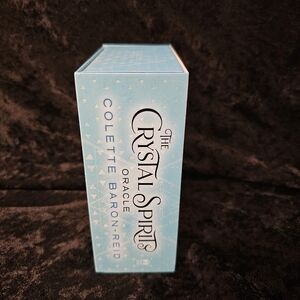 THE
CRYSTAL SPIRITS
ORACLE
COLETTE BARON-REID